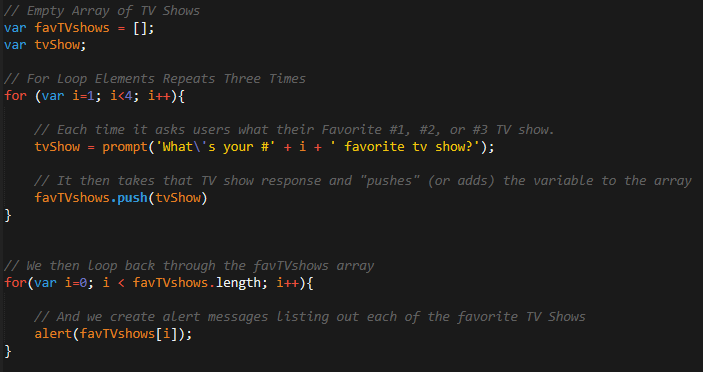 // Empty Array of TV Shows
var favTVshows = [];
var tvShow;
// For Loop Elements Repeats Three Times
for (var i=1; i<4; i++){
// Each time it asks users what their Favorite #1, #2, or #3 TV show.
tvShow = prompt('What\'s your #' + i + ' favorite tv show?');
// It then takes that TV show response and "pushes" (or adds) the variable to the array
favTVshows.push(tvShow)
}
// We then loop back through the favTVshows array
for(var i=0; i < favTVshows.length; i++){
// And we create alert messages listing out each of the favorite TV Shows
alert(favTVshows[i]);
}